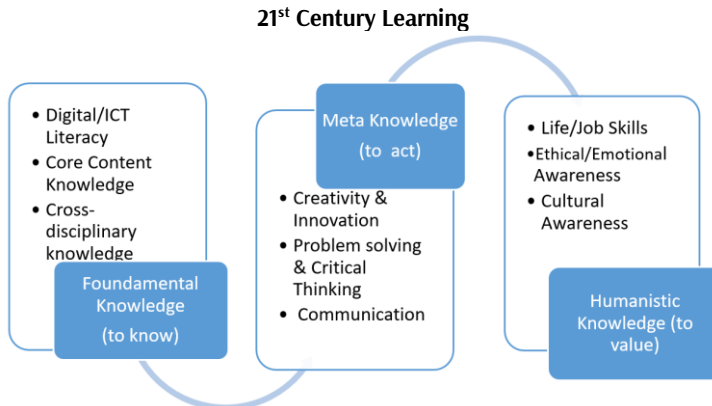 21st Century Learning
• Digital/ICT
Literacy
• Core Content
Knowledge
• Cross-
disciplinary
knowledge
Foundamental
Knowledge
(to know)
Meta Knowledge
(to act)
• Creativity &
Innovation
• Problem solving
& Critical
Thinking
• Communication
• Life/Job Skills
•Ethical/Emotional
Awareness
• Cultural
Awareness
Humanistic
Knowledge (to
value)